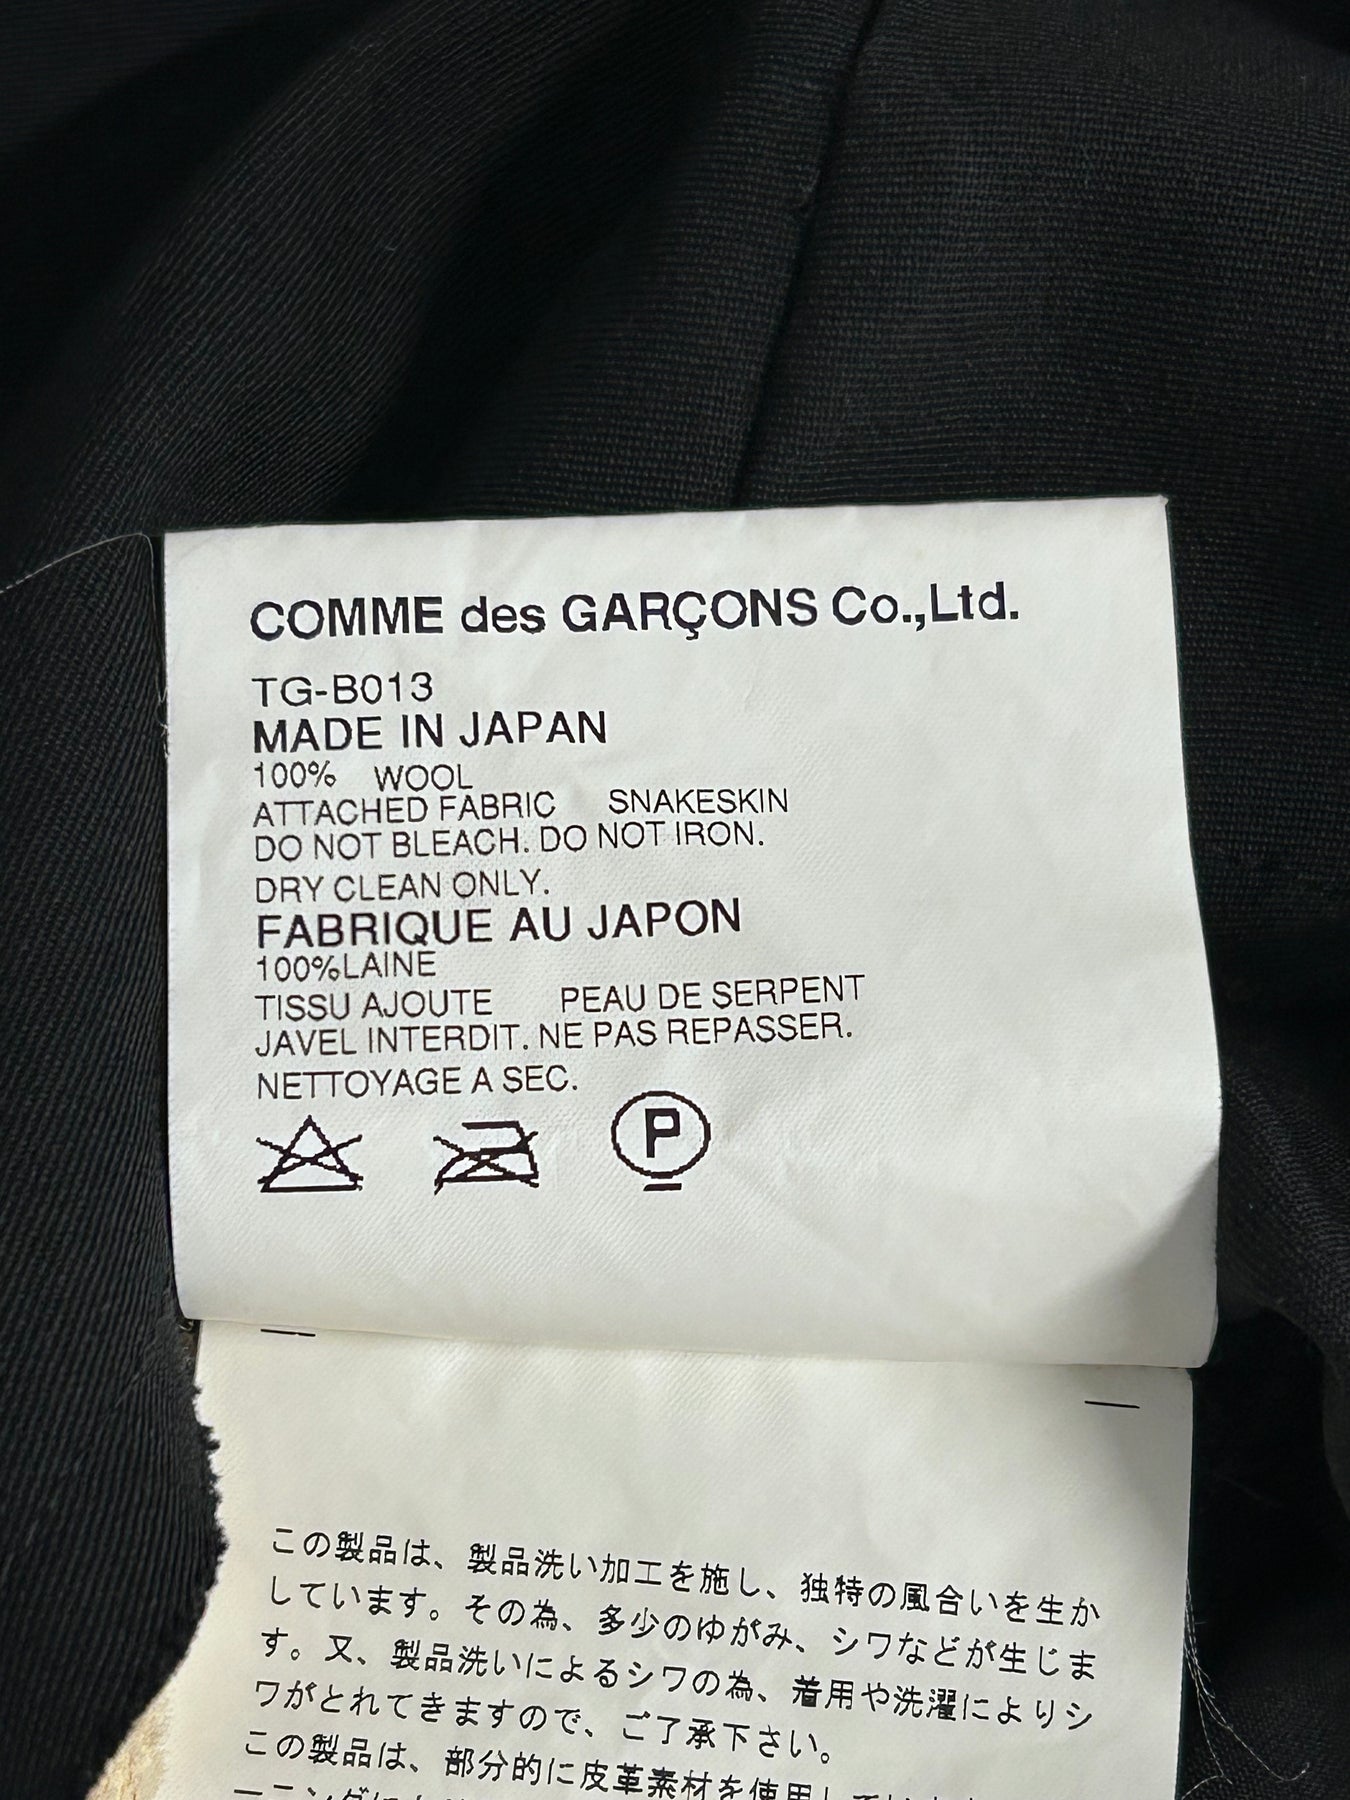 COMME des GARÇONS Co.,Ltd.
TG-B013
MADE IN JAPAN
100% WOOL
ATTACHED FABRIC SNAKESKIN
DO NOT BLEACH. DO NOT IRON.
DRY CLEAN ONLY.
FABRIQUE AU JAPON
100%LAINE
TISSU AJOUTE PEAU DE SERPENT
JAVEL INTERDIT. NE PAS REPASSER.
NETTOYAGE A SEC.
P
この製品は、製品洗い加工を施し、独特の風合いを生か
しています。その為、多少のゆがみ、シワなどが生じま
す。又、製品洗いによるシワの為、着用や洗濯によりシ
ワがとれてきますので、ご了承下さい。
この製品は、部分的に皮革素材を使用して